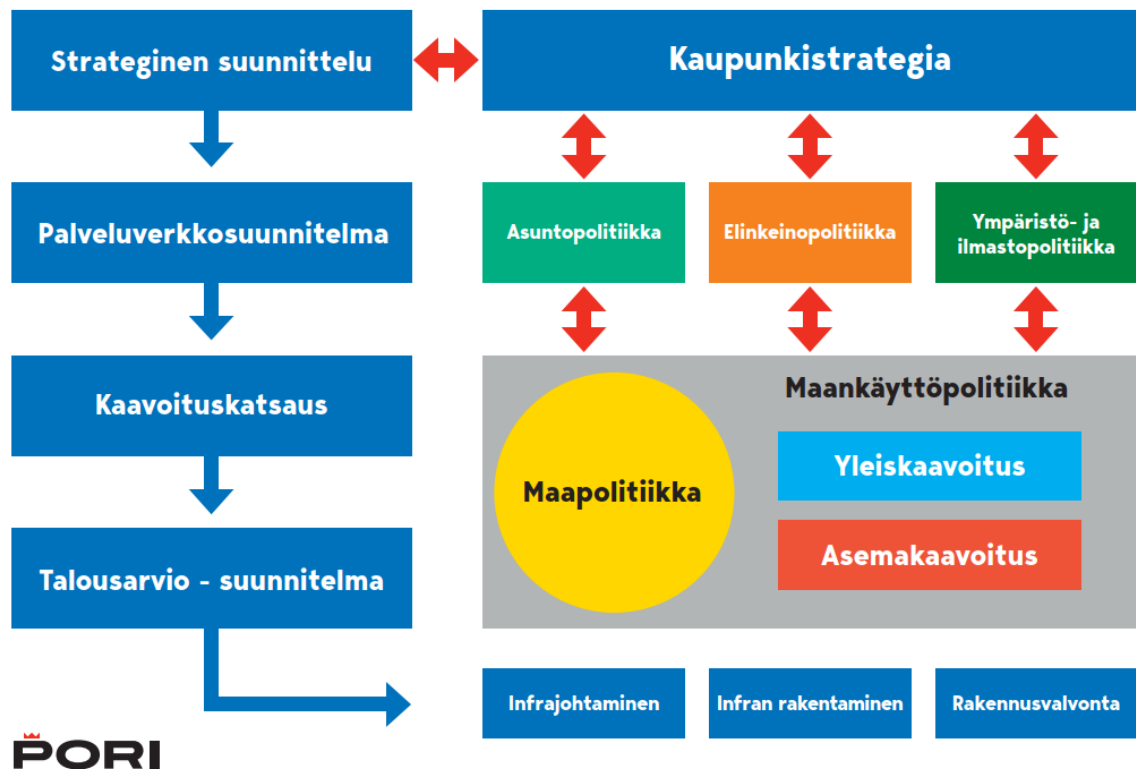 Strateginen suunnittelu
Kaupunkistrategia
Palveluverkkosuunnitelma
Asuntopolitiikka
Elinkeinopolitiikka
Ympäristö- ja
ilmastopolitiikka
Kaavoituskatsaus
Maankäyttöpolitiikka
Yleiskaavoitus
Maapolitiikka
Asemakaavoitus
Talousarvio - suunnitelma
Infrajohtaminen
Infran rakentaminen
Rakennusvalvonta
PORI